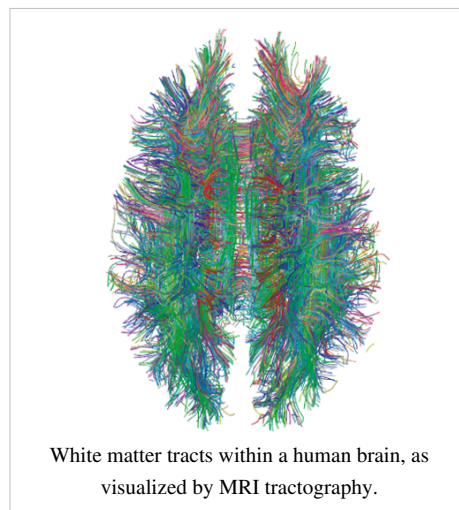 White matter tracts within a human brain, as
visualized by MRI tractography.